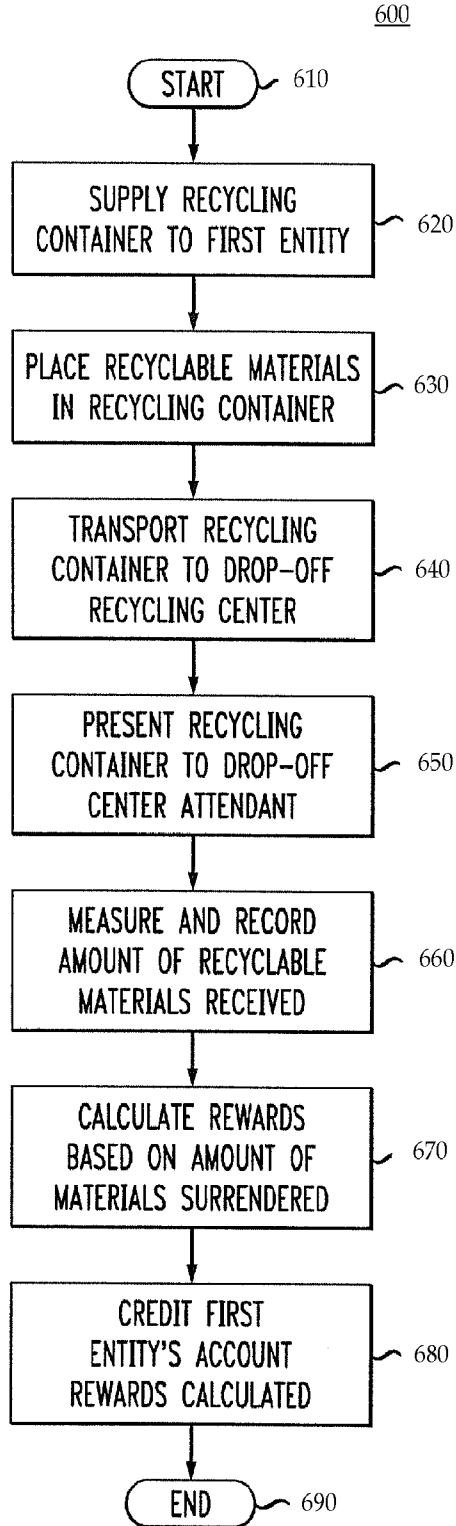 600
START
610
SUPPLY RECYCLING
CONTAINER TO FIRST ENTITY
620
PLACE RECYCLABLE MATERIALS
IN RECYCLING CONTAINER
630
TRANSPORT RECYCLING
CONTAINER TO DROP-OFF
RECYCLING CENTER
640
PRESENT RECYCLING
CONTAINER TO DROP-OFF
CENTER ATTENDANT
650
MEASURE AND RECORD
AMOUNT OF RECYCLABLE
MATERIALS RECEIVED
660
CALCULATE REWARDS
BASED ON AMOUNT OF
MATERIALS SURRENDERED
670
CREDIT FIRST
ENTITY'S ACCOUNT
REWARDS CALCULATED
680
END
690